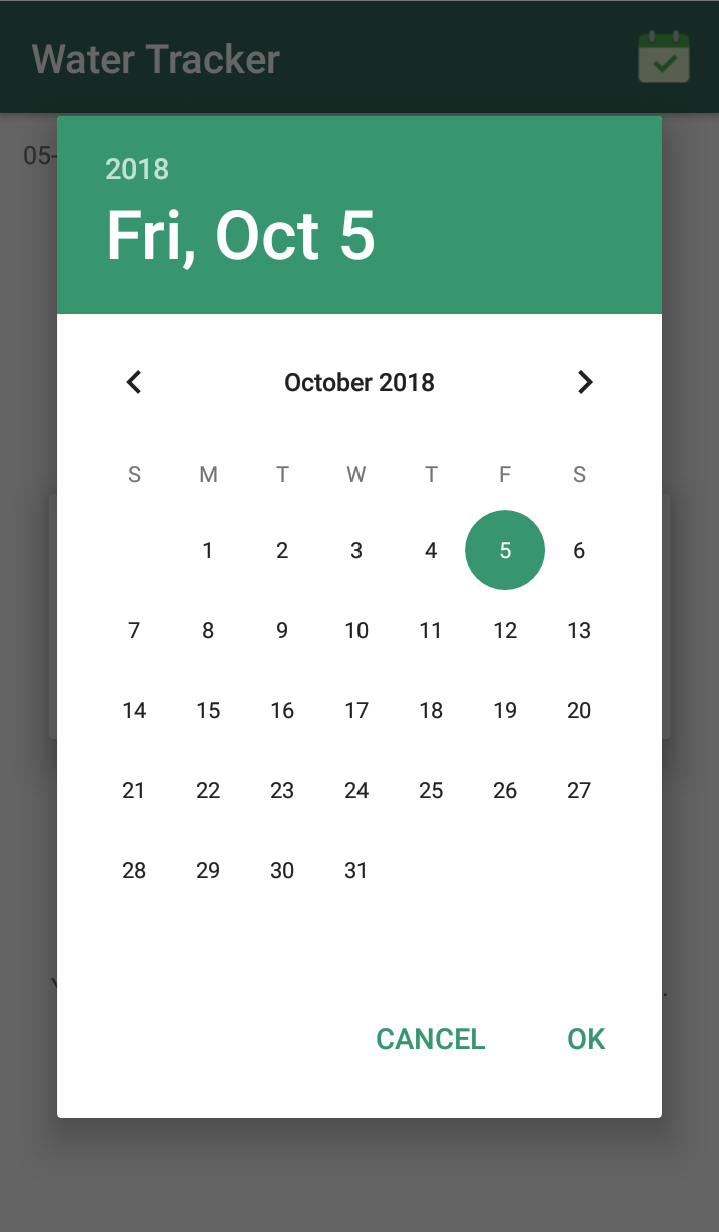 Water Tracker
05-
2018
Fri, Oct 5
October 2018
S M T W T F S
1 2 3 4 5 6
7 8 9 10 11 12 13
14 15 16 17 18 19 20
21 22 23 24 25 26 27
28 29 30 31
CANCEL OK